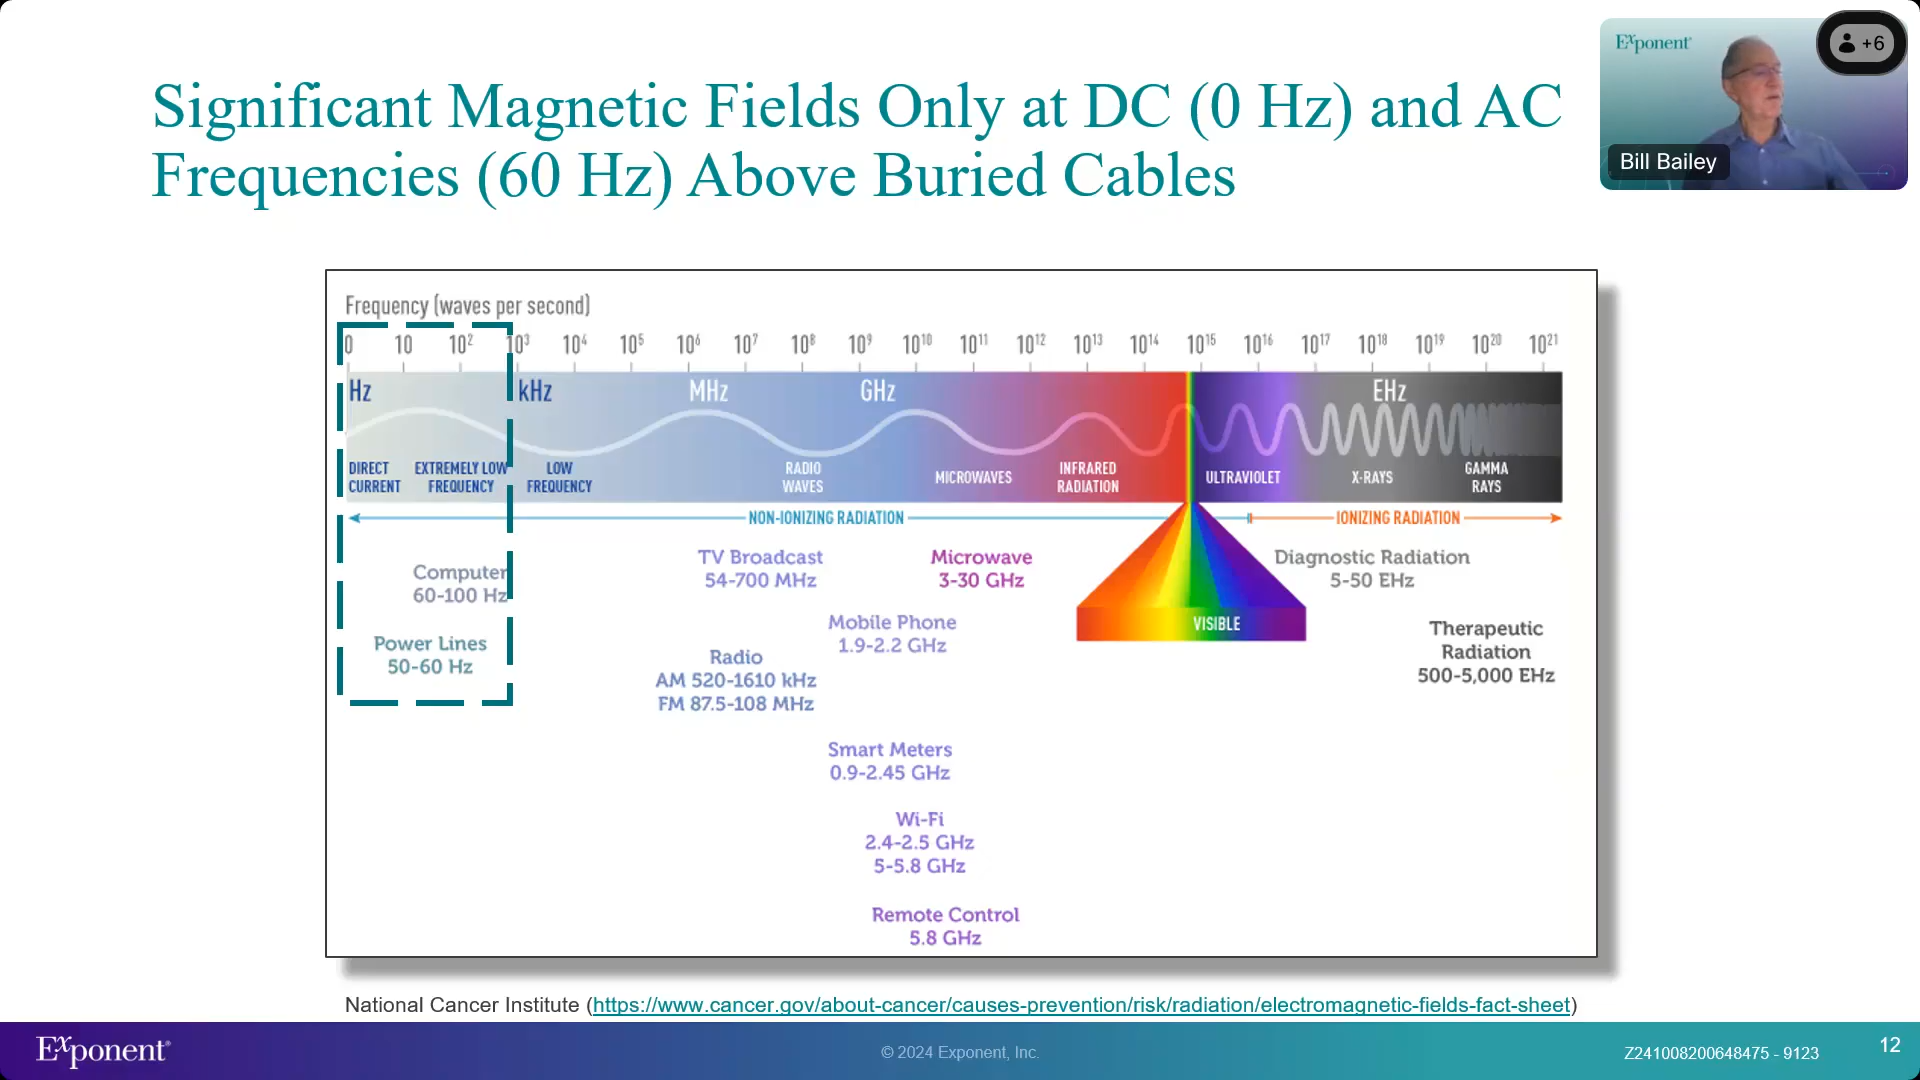 Significant Magnetic Fields Only at DC (0 Hz) and AC
Frequencies (60 Hz) Above Buried Cables
Exponent®
+6
Bill Bailey
Frequency (waves per second)
0 10 10² 10³ 10⁴ 10⁵ 10⁶ 10⁷ 10⁸ 10⁹ 10¹⁰ 10¹¹ 10¹² 10¹³ 10¹⁴ 10¹⁵ 10¹⁶ 10¹⁷ 10¹⁸ 10¹⁹ 10²⁰ 10²¹
Hz kHz MHz GHz EHz
DIRECT
CURRENT
EXTREMELY LOW
FREQUENCY
LOW
FREQUENCY
RADIO
WAVES
MICROWAVES
INFRARED
RADIATION
ULTRAVIOLET
X-RAYS
GAMMA
RAYS
NON-IONIZING RADIATION
IONIZING RADIATION
Computer
60-100 Hz
Power Lines
50-60 Hz
TV Broadcast
54-700 MHz
Microwave
3-30 GHz
Diagnostic Radiation
5-50 EHz
Mobile Phone
1.9-2.2 GHz
VISIBLE
Therapeutic
Radiation
500-5,000 EHz
Radio
AM 520-1610 kHz
FM 87.5-108 MHz
Smart Meters
0.9-2.45 GHz
Wi-Fi
2.4-2.5 GHz
5-5.8 GHz
Remote Control
5.8 GHz
National Cancer Institute (https://www.cancer.gov/about-cancer/causes-prevention/risk/radiation/electromagnetic-fields-fact-sheet)
Exponent®
© 2024 Exponent, Inc.
Z241008200648475 - 9123
12